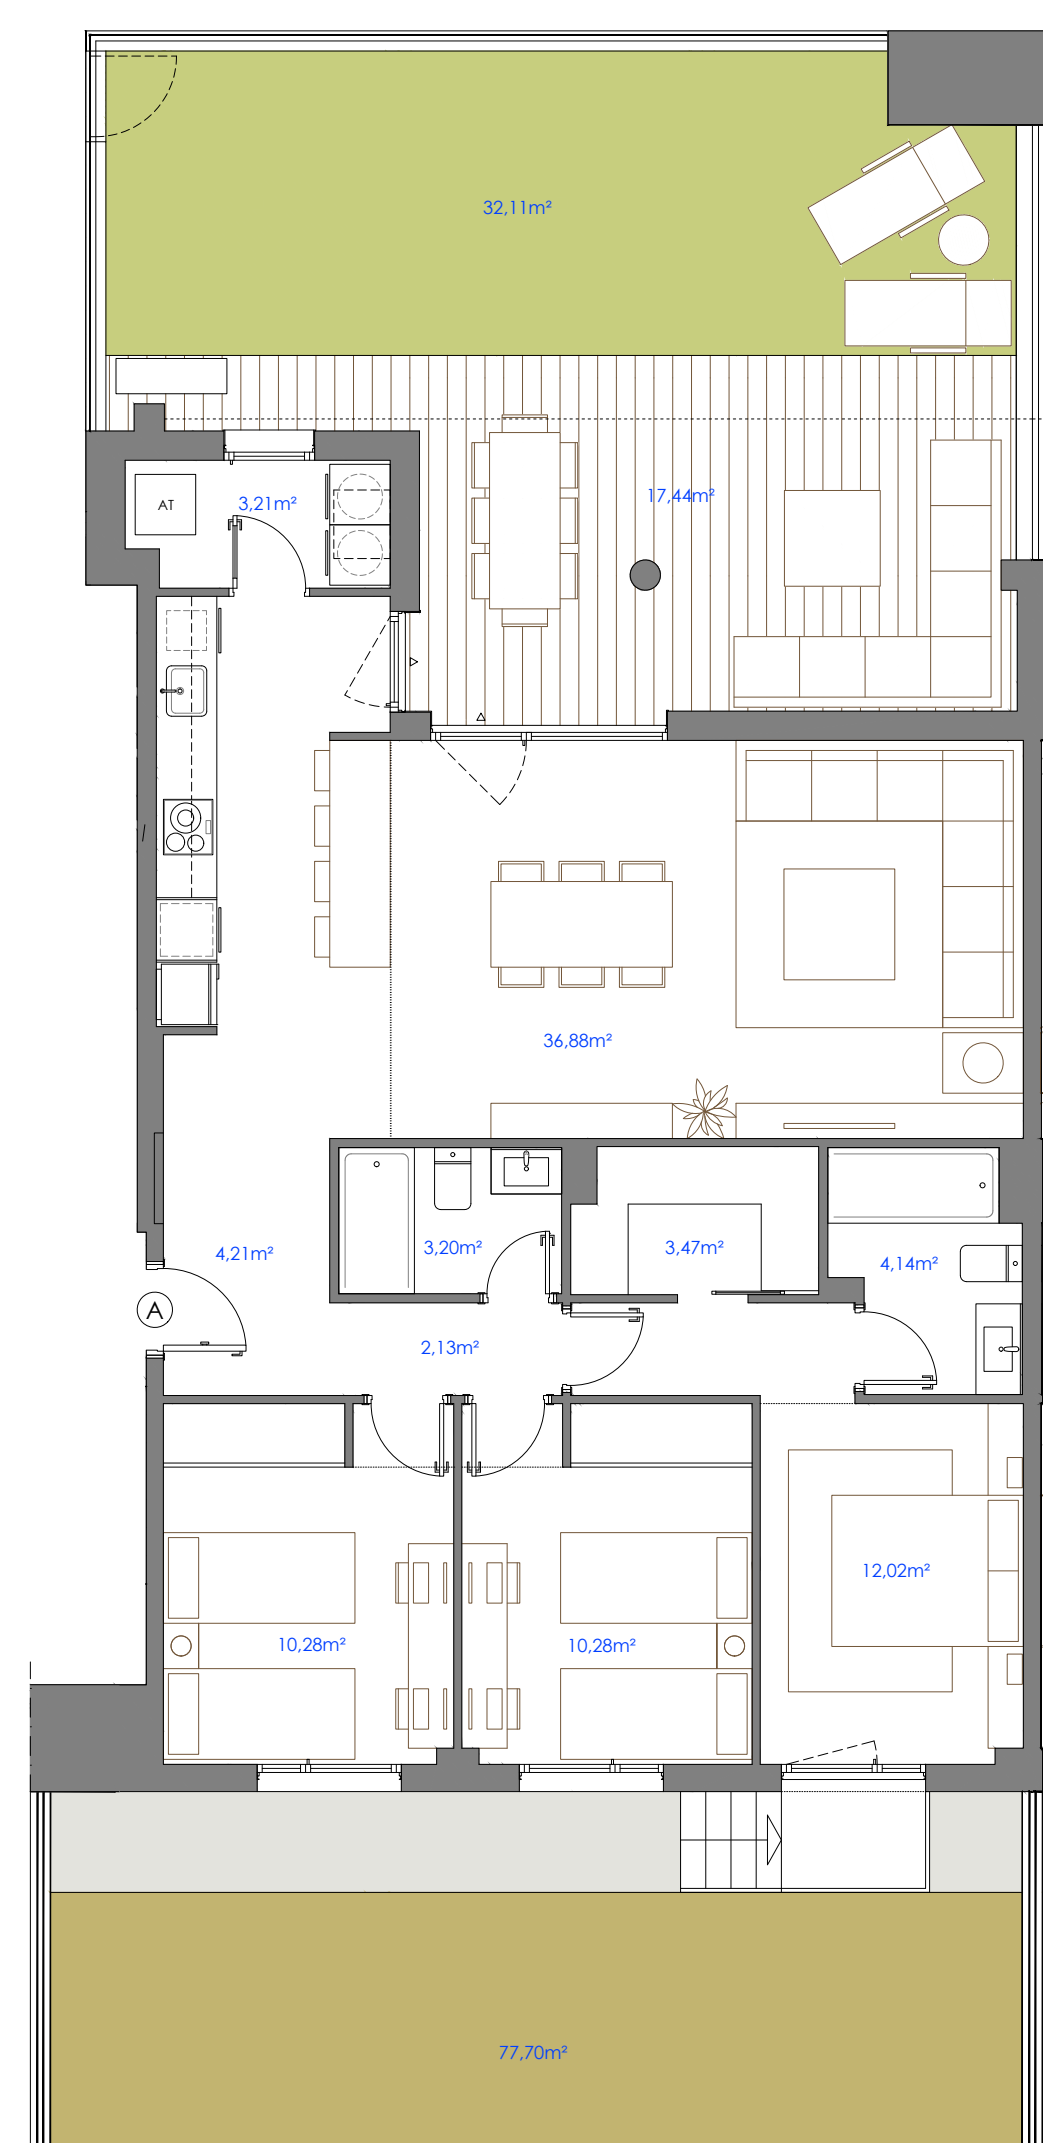 32,11m²
17,44m²
AT
3,21m²
36,88m²
4,21m²
3,20m²
3,47m²
4,14m²
A
2,13m²
12,02m²
10,28m²
10,28m²
77,70m²